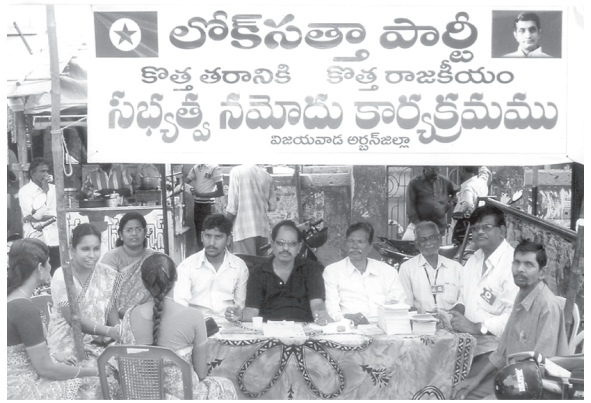 లోక్‌సత్తా పార్టీ
కొత్త తరానికి కొత్త రాజకీయం
సభ్యత్వ నమోదు కార్యక్రమము
విజయవాడ అర్బన్‌జిల్లా